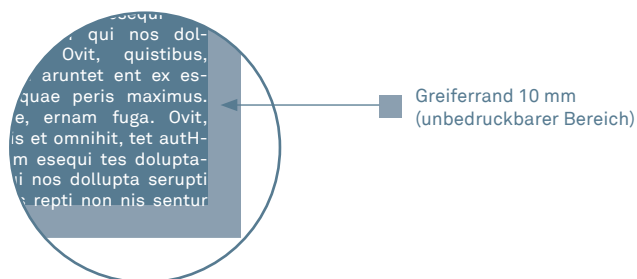 qui nos dol-
Ovit, quistibus,
aruntet ent ex es-
quae peris maximus.
e, ernam fuga. Ovit,
is et omnihit, tet autH-
m esequi tes dolupta-
i nos dollupta serupti
repti non nis sentur
Greiferrand 10 mm
(unbedruckbarer Bereich)